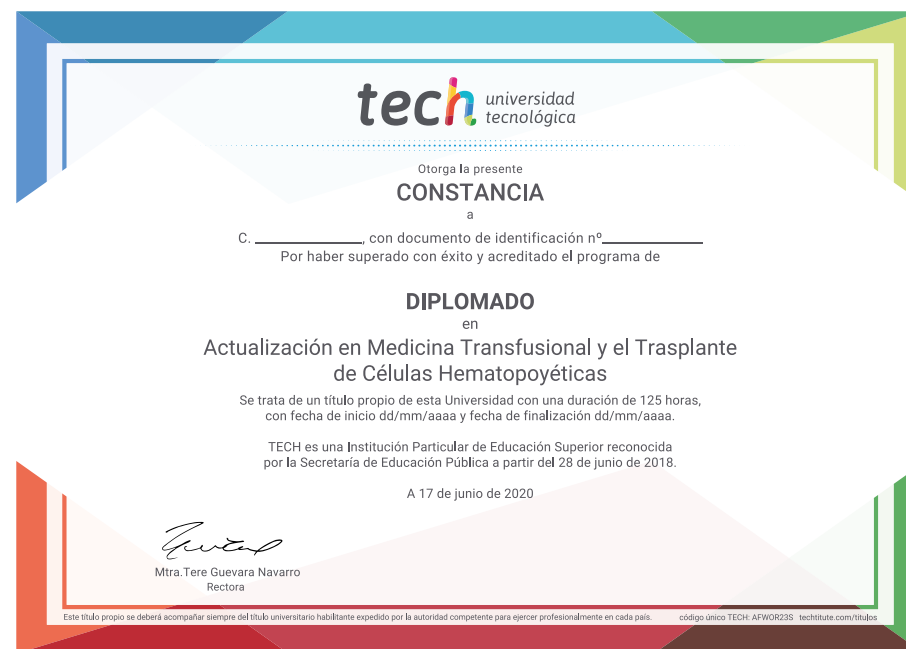 tech universidad
tecnológica
Otorga la presente
CONSTANCIA
a
C. ____________, con documento de identificación nº____________
Por haber superado con éxito y acreditado el programa de
DIPLOMADO
en
Actualización en Medicina Transfusional y el Trasplante
de Células Hematopoyéticas
Se trata de un título propio de esta Universidad con una duración de 125 horas,
con fecha de inicio dd/mm/aaaa y fecha de finalización dd/mm/aaaa.
TECH es una Institución Particular de Educación Superior reconocida
por la Secretaría de Educación Pública a partir del 28 de junio de 2018.
A 17 de junio de 2020
Mtra.Tere Guevara Navarro
Rectora
Este título propio se deberá acompañar siempre del título universitario habilitante expedido por la autoridad competente para ejercer profesionalmente en cada país. código único TECH: AFWOR23S techtitute.com/titulos